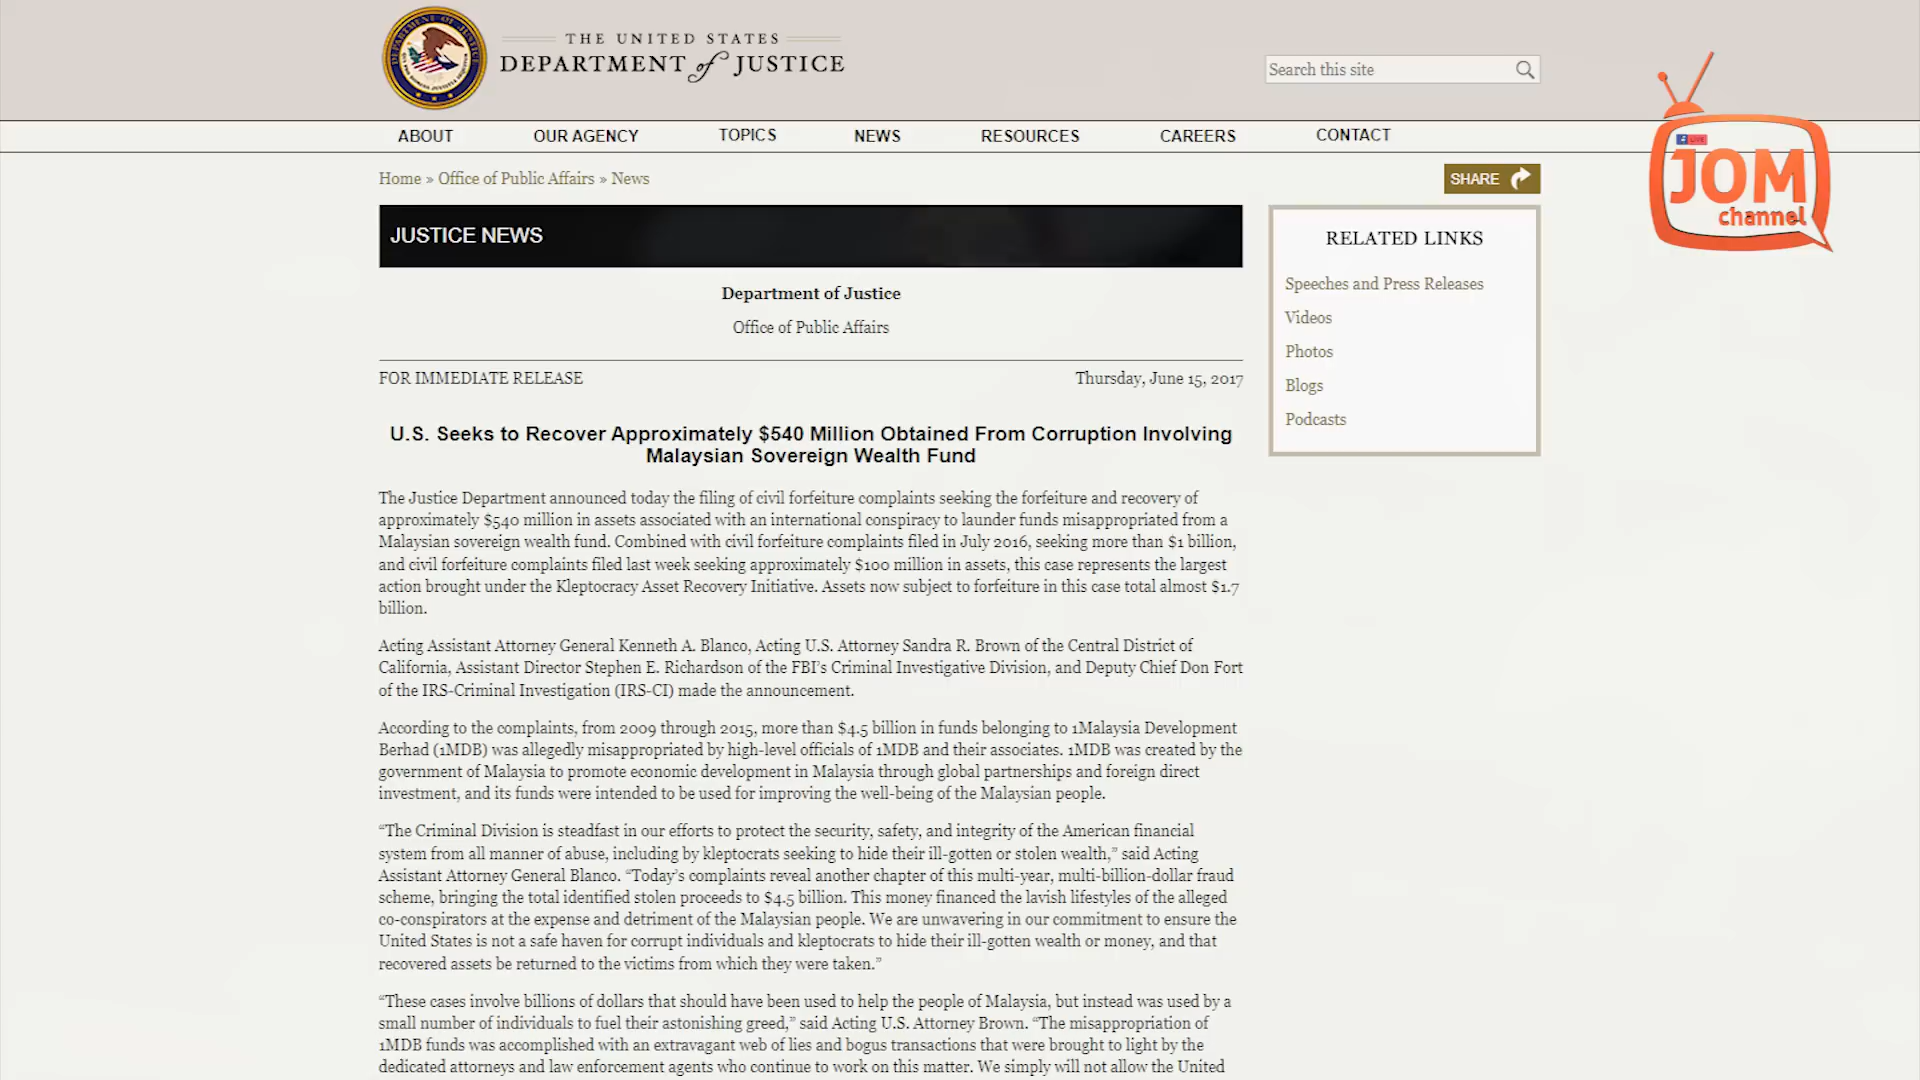 THE UNITED STATES
DEPARTMENT of JUSTICE
Search this site
ABOUT OUR AGENCY TOPICS NEWS RESOURCES CAREERS CONTACT
LIVE
JOM
channel
Home » Office of Public Affairs » News
SHARE
JUSTICE NEWS
RELATED LINKS
Speeches and Press Releases
Videos
Photos
Blogs
Podcasts
Department of Justice
Office of Public Affairs
FOR IMMEDIATE RELEASE Thursday, June 15, 2017
U.S. Seeks to Recover Approximately $540 Million Obtained From Corruption Involving
Malaysian Sovereign Wealth Fund
The Justice Department announced today the filing of civil forfeiture complaints seeking the forfeiture and recovery of
approximately $540 million in assets associated with an international conspiracy to launder funds misappropriated from a
Malaysian sovereign wealth fund. Combined with civil forfeiture complaints filed in July 2016, seeking more than $1 billion,
and civil forfeiture complaints filed last week seeking approximately $100 million in assets, this case represents the largest
action brought under the Kleptocracy Asset Recovery Initiative. Assets now subject to forfeiture in this case total almost $1.7
billion.
Acting Assistant Attorney General Kenneth A. Blanco, Acting U.S. Attorney Sandra R. Brown of the Central District of
California, Assistant Director Stephen E. Richardson of the FBI’s Criminal Investigative Division, and Deputy Chief Don Fort
of the IRS-Criminal Investigation (IRS-CI) made the announcement.
According to the complaints, from 2009 through 2015, more than $4.5 billion in funds belonging to 1Malaysia Development
Berhad (1MDB) was allegedly misappropriated by high-level officials of 1MDB and their associates. 1MDB was created by the
government of Malaysia to promote economic development in Malaysia through global partnerships and foreign direct
investment, and its funds were intended to be used for improving the well-being of the Malaysian people.
“The Criminal Division is steadfast in our efforts to protect the security, safety, and integrity of the American financial
system from all manner of abuse, including by kleptocrats seeking to hide their ill-gotten or stolen wealth,” said Acting
Assistant Attorney General Blanco. “Today’s complaints reveal another chapter of this multi-year, multi-billion-dollar fraud
scheme, bringing the total identified stolen proceeds to $4.5 billion. This money financed the lavish lifestyles of the alleged
co-conspirators at the expense and detriment of the Malaysian people. We are unwavering in our commitment to ensure the
United States is not a safe haven for corrupt individuals and kleptocrats to hide their ill-gotten wealth or money, and that
recovered assets be returned to the victims from which they were taken.”
“These cases involve billions of dollars that should have been used to help the people of Malaysia, but instead was used by a
small number of individuals to fuel their astonishing greed,” said Acting U.S. Attorney Brown. “The misappropriation of
1MDB funds was accomplished with an extravagant web of lies and bogus transactions that were brought to light by the
dedicated attorneys and law enforcement agents who continue to work on this matter. We simply will not allow the United